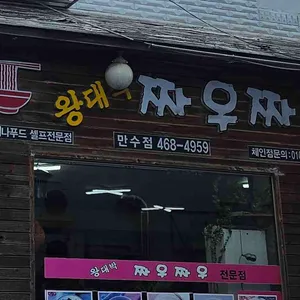 왕대박 짜우짜
나푸드 셀프전문점
만수점 468-4959
체인점문의:01
왕대박 짜우짜우 전문점